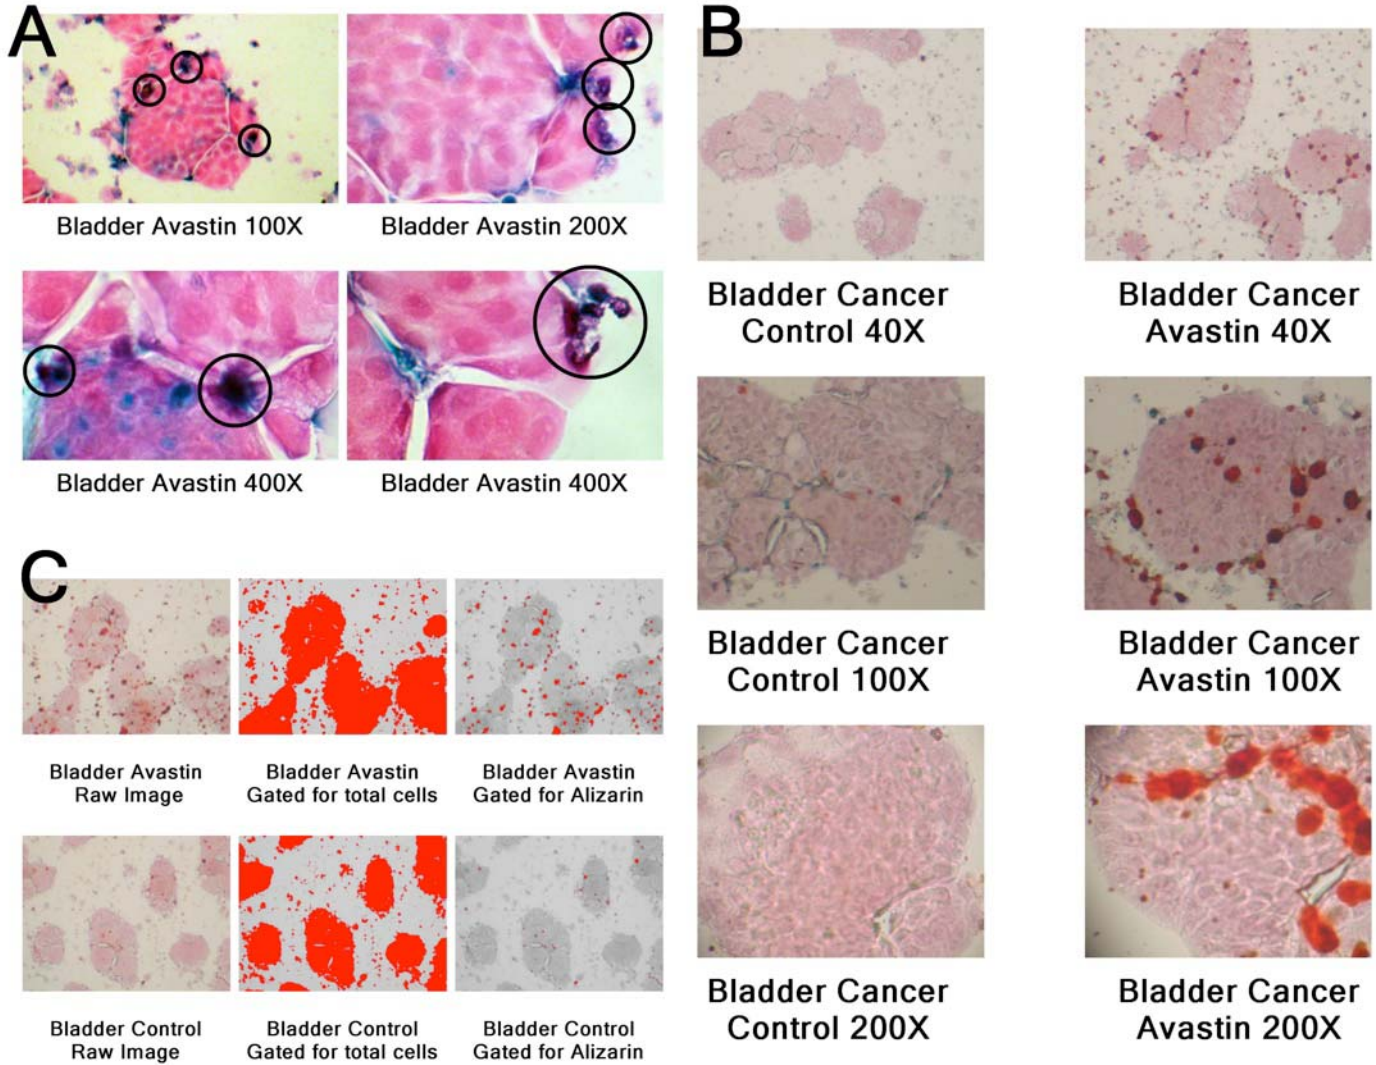 A
Bladder Avastin 100X
Bladder Avastin 200X
Bladder Avastin 400X
Bladder Avastin 400X
B
Bladder Cancer
Control 40X
Bladder Cancer
Avastin 40X
Bladder Cancer
Control 100X
Bladder Cancer
Avastin 100X
Bladder Cancer
Control 200X
Bladder Cancer
Avastin 200X
C
Bladder Avastin
Raw Image
Bladder Avastin
Gated for total cells
Bladder Avastin
Gated for Alizarin
Bladder Control
Raw Image
Bladder Control
Gated for total cells
Bladder Control
Gated for Alizarin